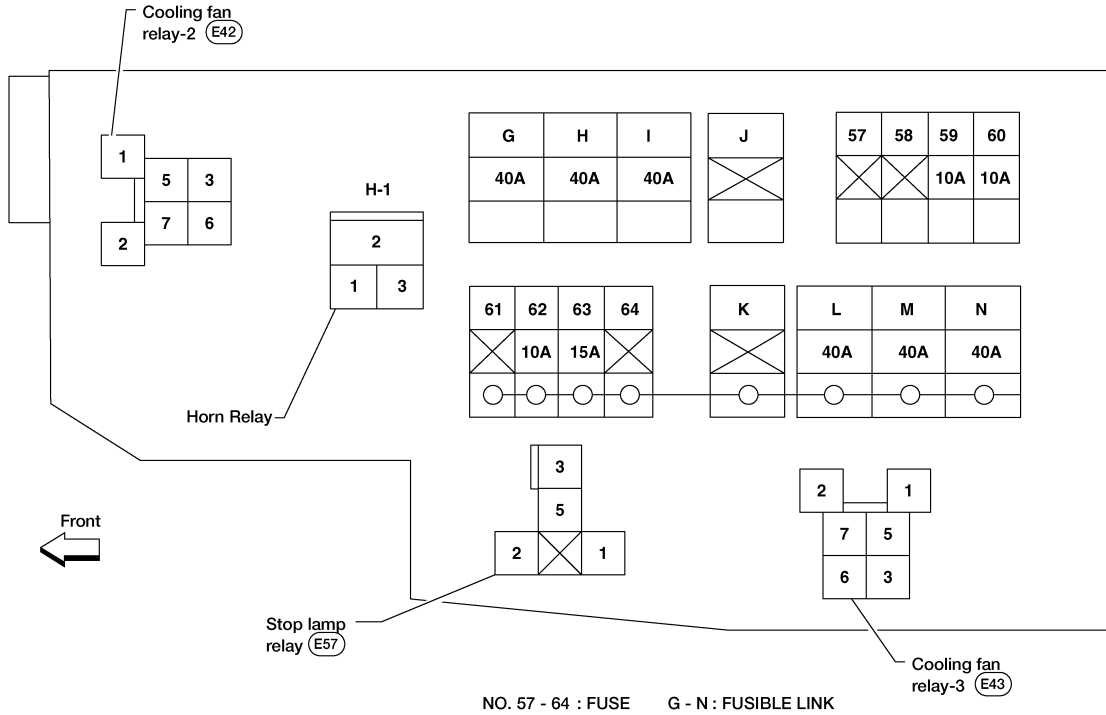 Cooling fan
relay-2 E42
1
5 3
7 6
2
H-1
2
1 3
Horn Relay
G H I
40A 40A 40A
J
57 58 59 60
10A 10A
61 62 63 64
10A 15A
K
L M N
40A 40A 40A
3
5
2 1
Stop lamp
relay E57
2 1
7 5
6 3
Cooling fan
relay-3 E43
Front
NO. 57 - 64 : FUSE G - N : FUSIBLE LINK